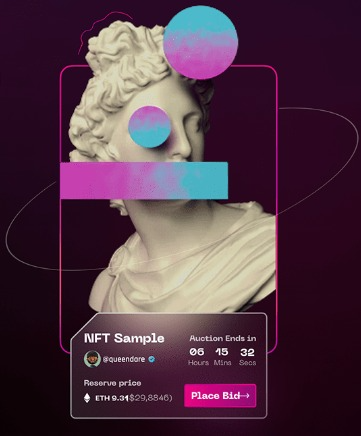 NFT Sample
@queendare
Auction Ends in
06 15 32
Hours Mins Secs
Reserve price
ETH 9.31($29,8846)
Place Bid→